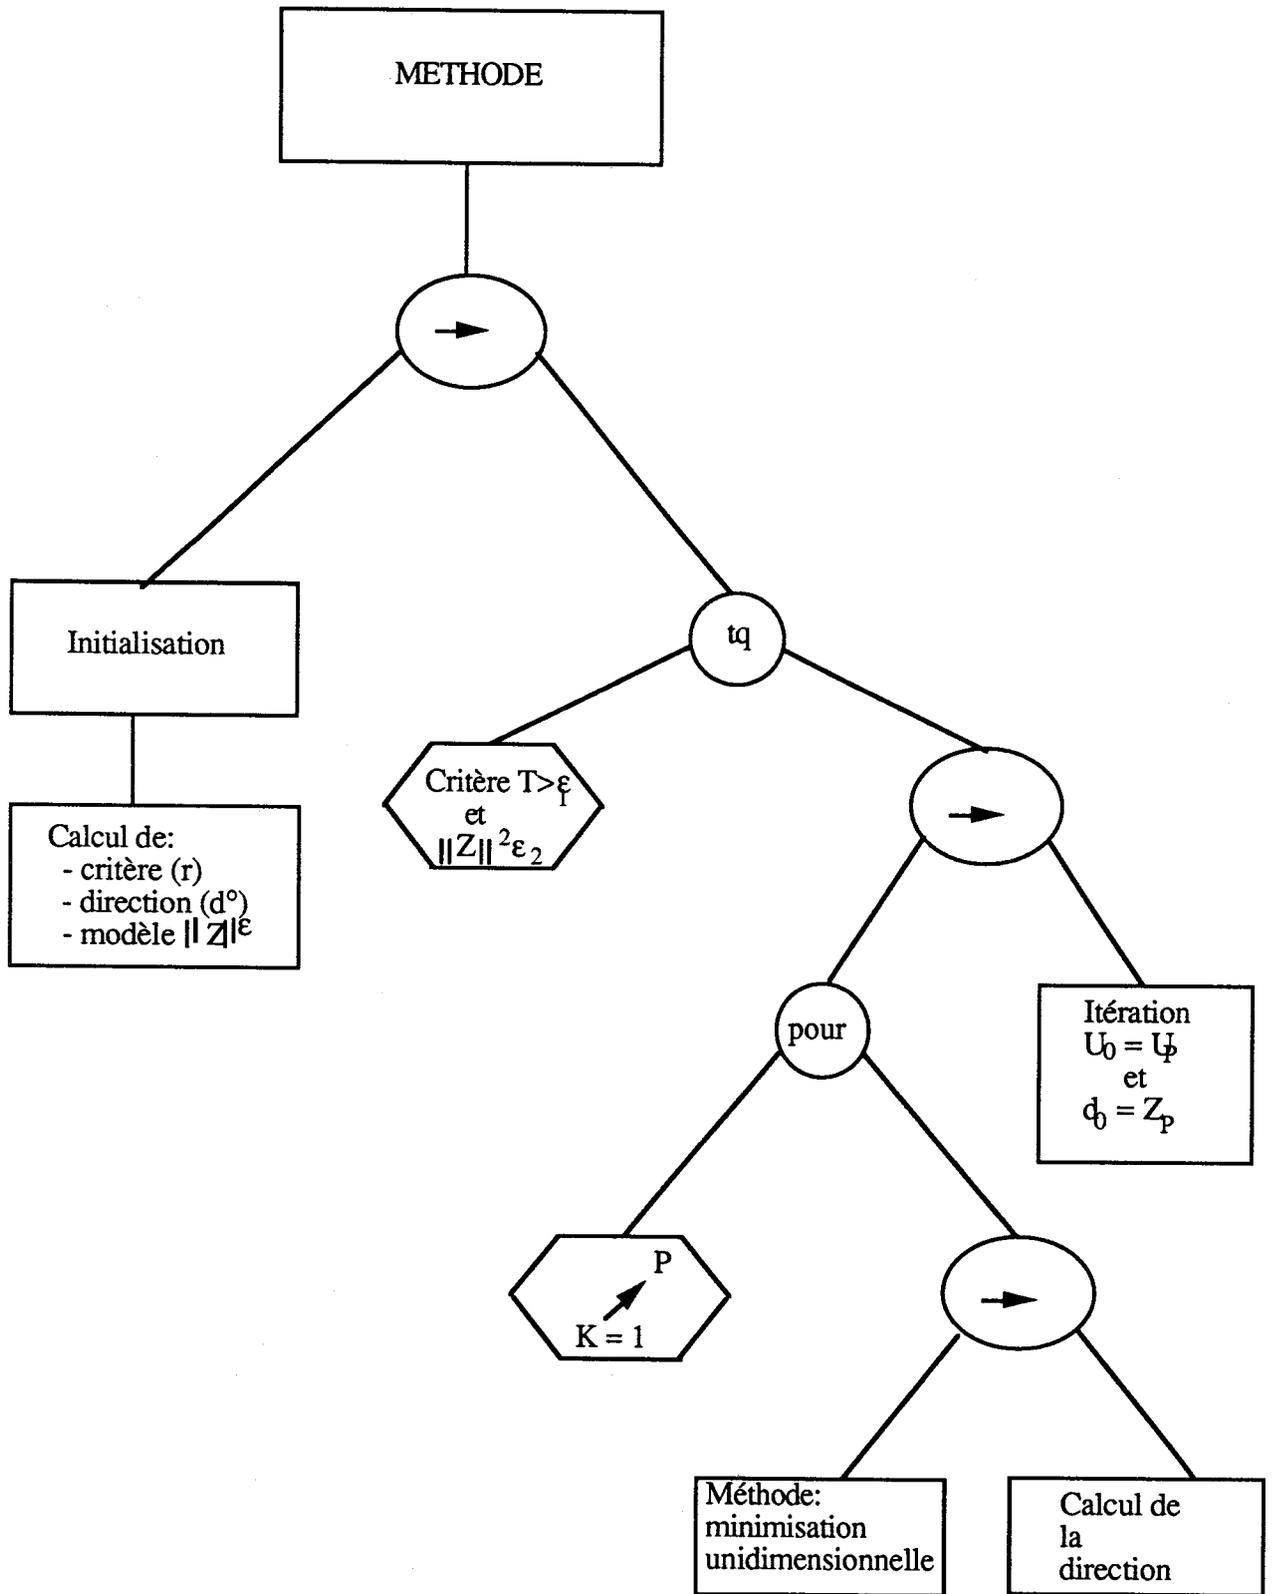 METHODE
Initialisation
tq
Critère T>ε₁
et
||Z||²ε₂
Calcul de:
- critère (r)
- direction (d°)
- modèle ||Z||ᵋ
pour
Itération
U₀ = Uₚ
et
d₀ = Zₚ
P
K = 1
Méthode:
minimisation
unidimensionnelle
Calcul de
la
direction